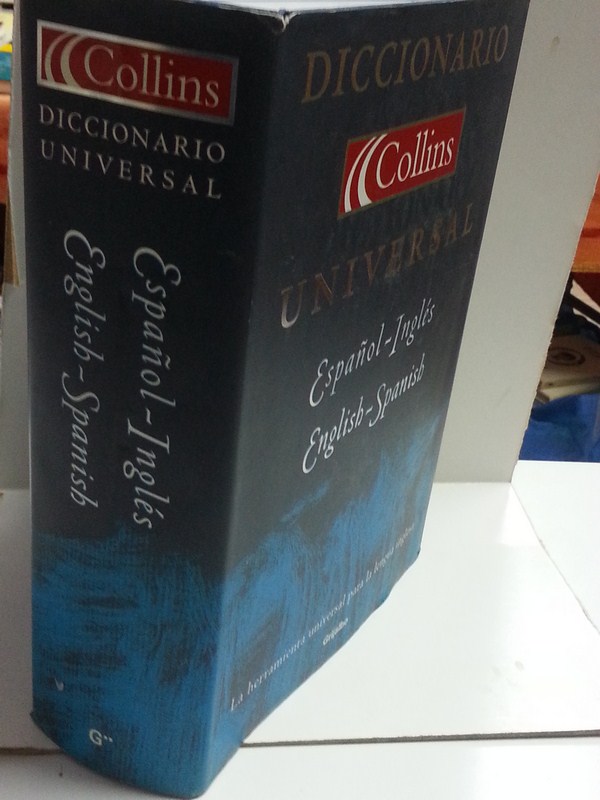 Collins
DICCIONARIO
UNIVERSAL
Español-Inglés
English-Spanish
G
DICCIONARIO
Collins
UNIVERSAL
Español-Inglés
English-Spanish
La herramienta universal para la lengua inglesa
Grijalbo